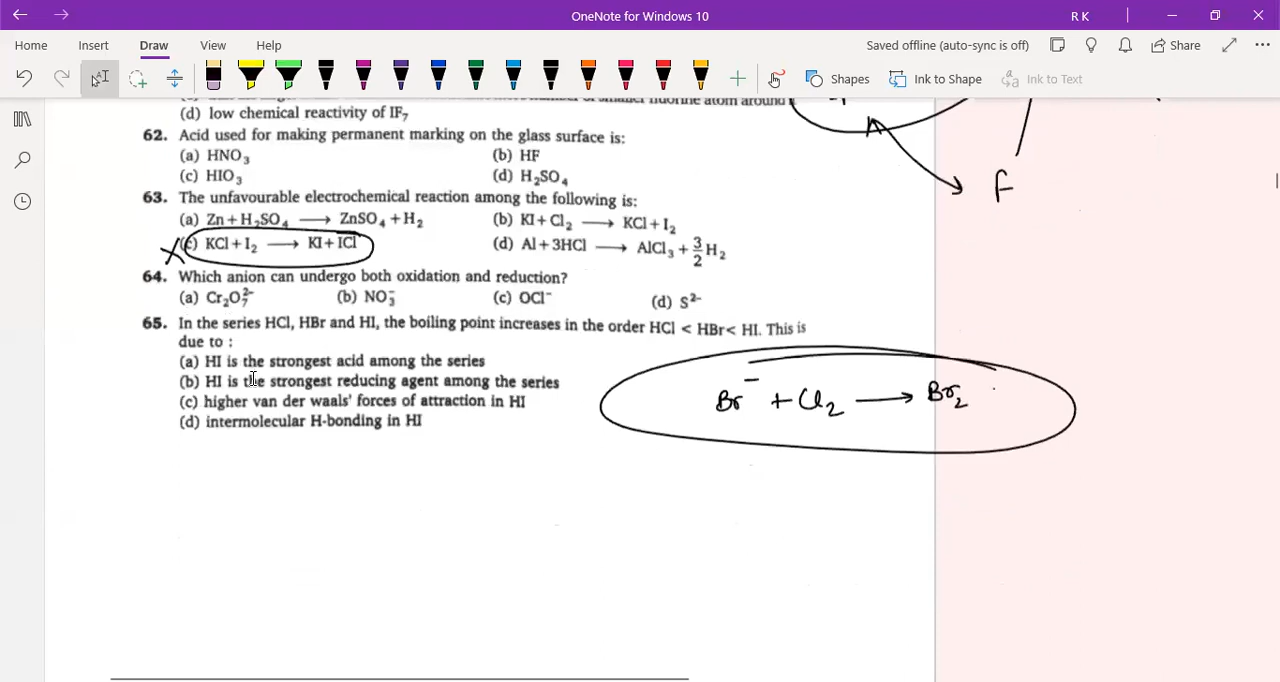 OneNote for Windows 10
R K
Home Insert Draw View Help
Saved offline (auto-sync is off)
Share
Shapes
Ink to Shape
Ink to Text
atom around
(d) low chemical reactivity of IF₇
F
62. Acid used for making permanent marking on the glass surface is:
(a) HNO₃ (b) HF
(c) HIO₃ (d) H₂SO₄
63. The unfavourable electrochemical reaction among the following is:
(a) Zn + H₂SO₄ ⟶ ZnSO₄ + H₂ (b) KI + Cl₂ ⟶ KCl + I₂
(c) KCl + I₂ ⟶ KI + ICl (d) Al + 3HCl ⟶ AlCl₃ + 3/2 H₂
64. Which anion can undergo both oxidation and reduction?
(a) Cr₂O₇²⁻ (b) NO₃⁻ (c) OCl⁻ (d) S²⁻
65. In the series HCl, HBr and HI, the boiling point increases in the order HCl < HBr< HI. This is
due to :
(a) HI is the strongest acid among the series
(b) HI is the strongest reducing agent among the series
(c) higher van der waals' forces of attraction in HI
(d) intermolecular H-bonding in HI
Br⁻ + Cl₂ ⟶ Br₂